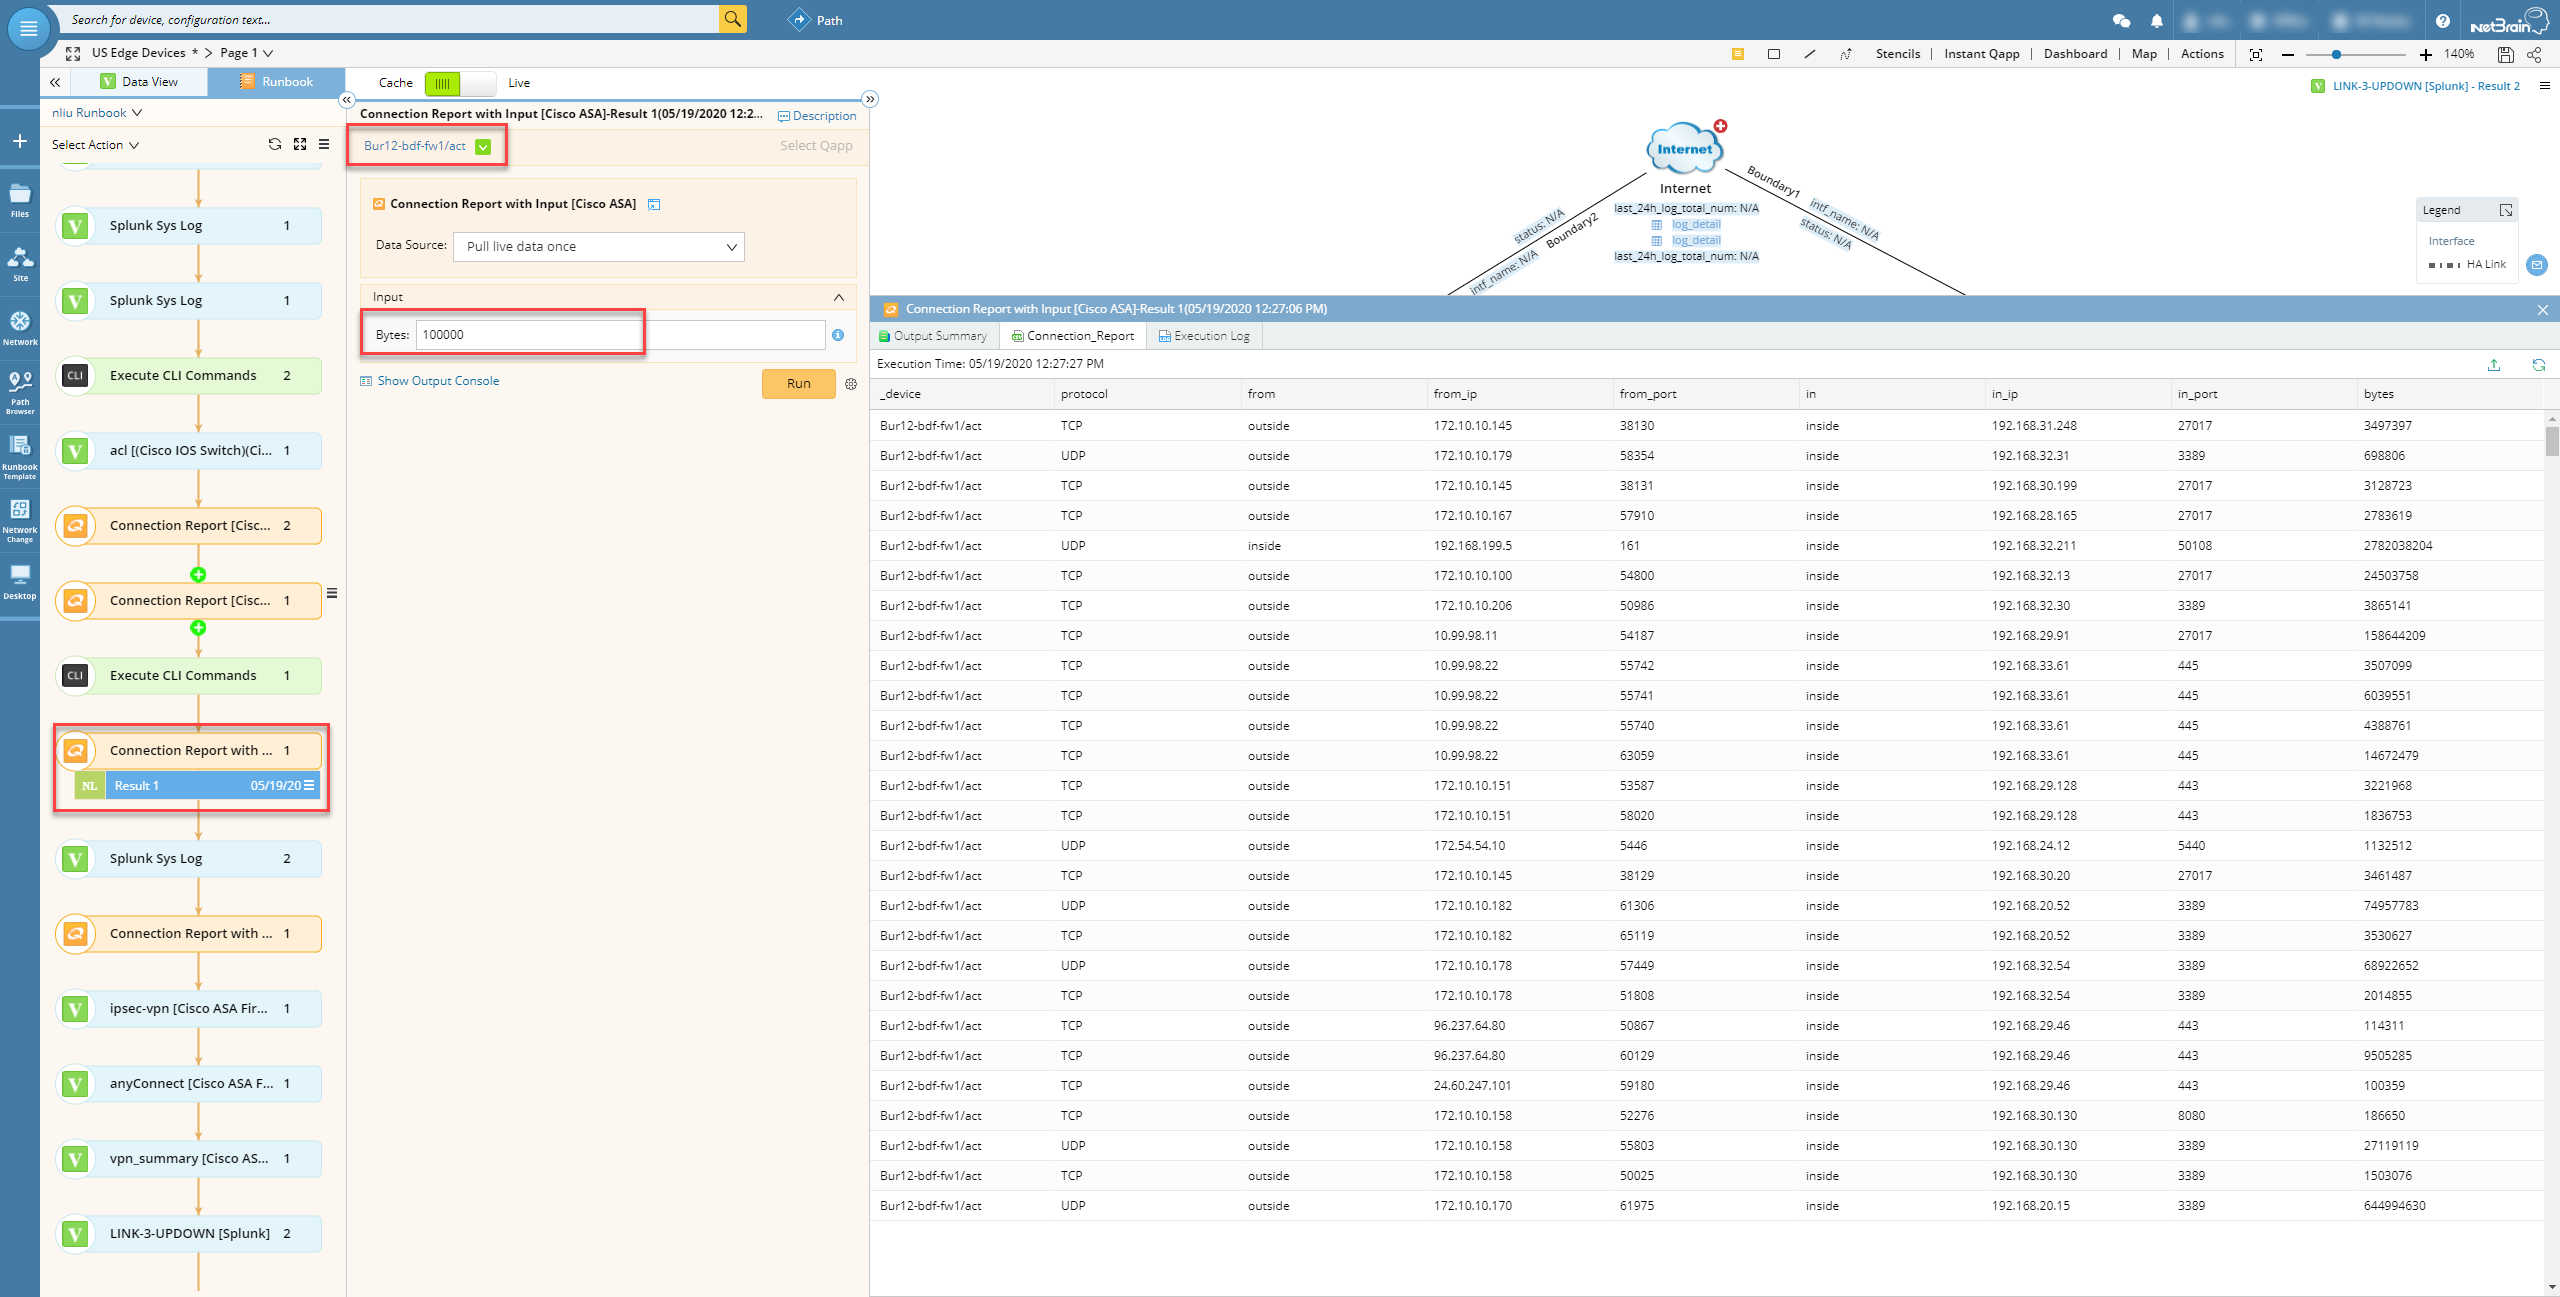 Search for device, configuration text...
Path
netBrain
US Edge Devices * > Page 1
Stencils
Instant Qapp
Dashboard
Map
Actions
140%
Data View
Runbook
Cache
Live
LINK-3-UPDOWN [Splunk] - Result 2
nliu Runbook
Select Action
Files
Site
Network
Path
Browser
Runbook
Template
Network
Change
Desktop
Splunk Sys Log 1
Splunk Sys Log 1
CLI Execute CLI Commands 2
acl [(Cisco IOS Switch)(Ci... 1
Connection Report [Cisc... 2
Connection Report [Cisc... 1
CLI Execute CLI Commands 1
Connection Report with ... 1
NL Result 1 05/19/20
Splunk Sys Log 2
Connection Report with ... 1
ipsec-vpn [Cisco ASA Fir... 1
anyConnect [Cisco ASA F... 1
vpn_summary [Cisco AS... 1
LINK-3-UPDOWN [Splunk] 2
Connection Report with Input [Cisco ASA]-Result 1(05/19/2020 12:2...
Description
Bur12-bdf-fw1/act
Select Qapp
Connection Report with Input [Cisco ASA]
Data Source: Pull live data once
Input
Bytes: 100000
Show Output Console
Run
Internet
Internet
last_24h_log_total_num: N/A
log_detail
log_detail
last_24h_log_total_num: N/A
status: N/A
Boundary2
intf_name: N/A
Boundary1
intf_name: N/A
status: N/A
Legend
Interface
HA Link
Connection Report with Input [Cisco ASA]-Result 1(05/19/2020 12:27:06 PM)
Output Summary
Connection_Report
Execution Log
Execution Time: 05/19/2020 12:27:27 PM
_device protocol from from_ip from_port in in_ip in_port bytes
Bur12-bdf-fw1/act TCP outside 172.10.10.145 38130 inside 192.168.31.248 27017 3497397
Bur12-bdf-fw1/act UDP outside 172.10.10.179 58354 inside 192.168.32.31 3389 698806
Bur12-bdf-fw1/act TCP outside 172.10.10.145 38131 inside 192.168.30.199 27017 3128723
Bur12-bdf-fw1/act TCP outside 172.10.10.167 57910 inside 192.168.28.165 27017 2783619
Bur12-bdf-fw1/act UDP inside 192.168.199.5 161 inside 192.168.32.211 50108 2782038204
Bur12-bdf-fw1/act TCP outside 172.10.10.100 54800 inside 192.168.32.13 27017 24503758
Bur12-bdf-fw1/act TCP outside 172.10.10.206 50986 inside 192.168.32.30 3389 3865141
Bur12-bdf-fw1/act TCP outside 10.99.98.11 54187 inside 192.168.29.91 27017 158644209
Bur12-bdf-fw1/act TCP outside 10.99.98.22 55742 inside 192.168.33.61 445 3507099
Bur12-bdf-fw1/act TCP outside 10.99.98.22 55741 inside 192.168.33.61 445 6039551
Bur12-bdf-fw1/act TCP outside 10.99.98.22 55740 inside 192.168.33.61 445 4388761
Bur12-bdf-fw1/act TCP outside 10.99.98.22 63059 inside 192.168.33.61 445 14672479
Bur12-bdf-fw1/act TCP outside 172.10.10.151 53587 inside 192.168.29.128 443 3221968
Bur12-bdf-fw1/act TCP outside 172.10.10.151 58020 inside 192.168.29.128 443 1836753
Bur12-bdf-fw1/act UDP outside 172.54.54.10 5446 inside 192.168.24.12 5440 1132512
Bur12-bdf-fw1/act TCP outside 172.10.10.145 38129 inside 192.168.30.20 27017 3461487
Bur12-bdf-fw1/act UDP outside 172.10.10.182 61306 inside 192.168.20.52 3389 74957783
Bur12-bdf-fw1/act TCP outside 172.10.10.182 65119 inside 192.168.20.52 3389 3530627
Bur12-bdf-fw1/act UDP outside 172.10.10.178 57449 inside 192.168.32.54 3389 68922652
Bur12-bdf-fw1/act TCP outside 172.10.10.178 51808 inside 192.168.32.54 3389 2014855
Bur12-bdf-fw1/act TCP outside 96.237.64.80 50867 inside 192.168.29.46 443 114311
Bur12-bdf-fw1/act TCP outside 96.237.64.80 60129 inside 192.168.29.46 443 9505285
Bur12-bdf-fw1/act TCP outside 24.60.247.101 59180 inside 192.168.29.46 443 100359
Bur12-bdf-fw1/act TCP outside 172.10.10.158 52276 inside 192.168.30.130 8080 186650
Bur12-bdf-fw1/act UDP outside 172.10.10.158 55803 inside 192.168.30.130 3389 27119119
Bur12-bdf-fw1/act TCP outside 172.10.10.158 50025 inside 192.168.30.130 3389 1503076
Bur12-bdf-fw1/act UDP outside 172.10.10.170 61975 inside 192.168.20.15 3389 644994630